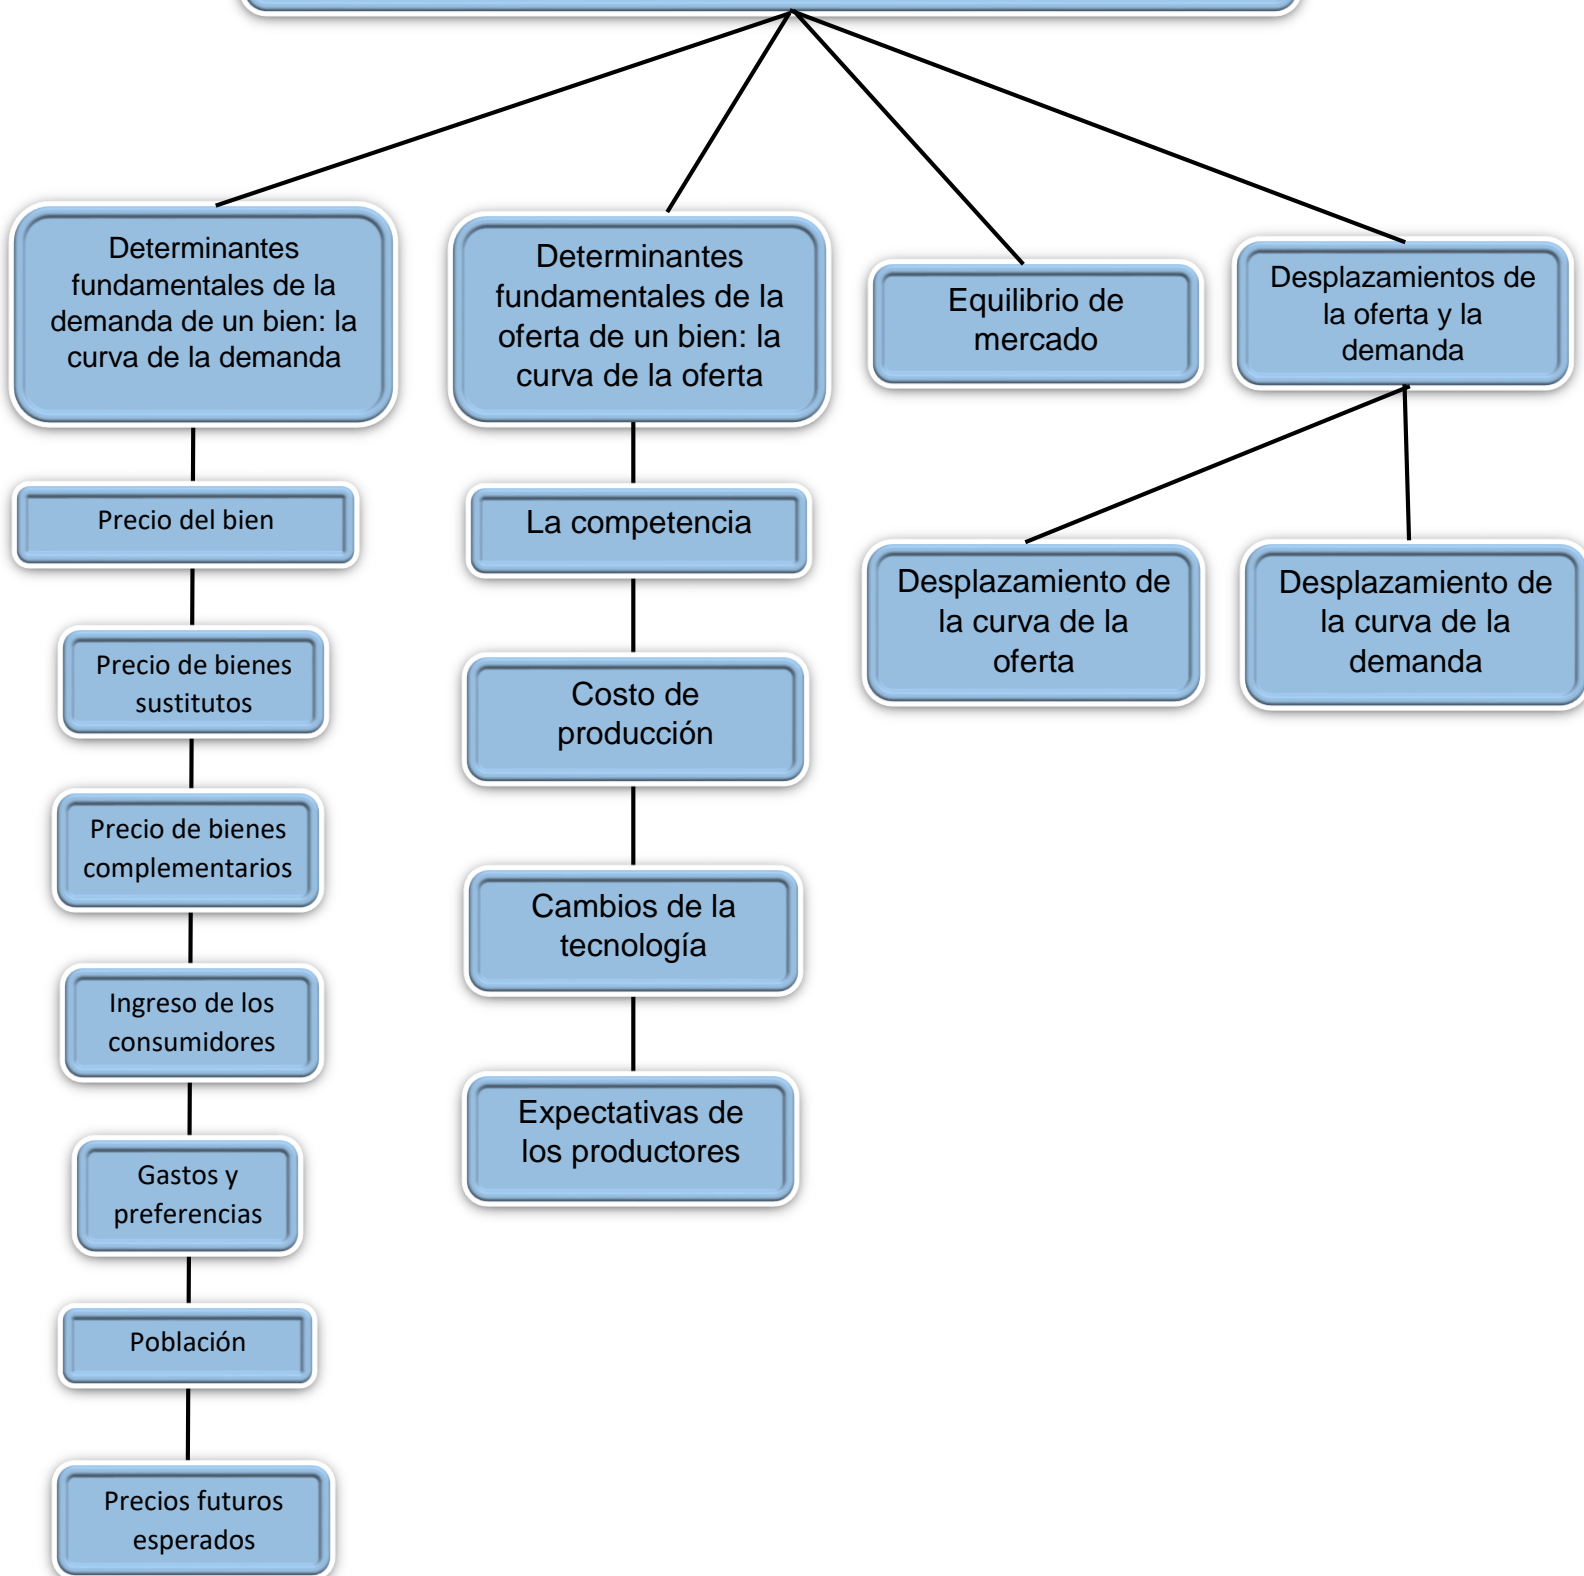 Determinantes
fundamentales de la
demanda de un bien: la
curva de la demanda
Determinantes
fundamentales de la
oferta de un bien: la
curva de la oferta
Equilibrio de
mercado
Desplazamientos de
la oferta y la
demanda
Precio del bien
La competencia
Desplazamiento de
la curva de la
oferta
Desplazamiento de
la curva de la
demanda
Precio de bienes
sustitutos
Costo de
producción
Precio de bienes
complementarios
Cambios de la
tecnología
Ingreso de los
consumidores
Expectativas de
los productores
Gastos y
preferencias
Población
Precios futuros
esperados